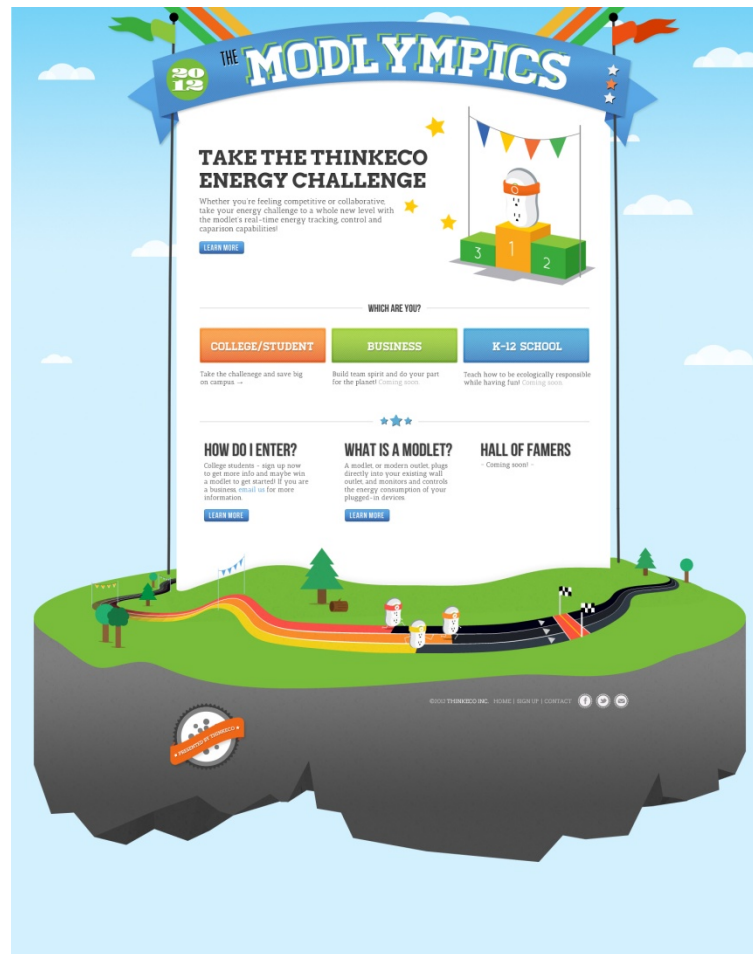 THE MODLYMPICS
20
12
TAKE THE THINKECO
ENERGY CHALLENGE
Whether you're feeling competitive or collaborative,
take your energy challenge to a whole new level with
the modlet's real-time energy tracking, control and
caparison capabilities!
LEARN MORE
3
1
2
WHICH ARE YOU?
COLLEGE/STUDENT
BUSINESS
K-12 SCHOOL
Take the challenege and save big
on campus →
Build team spirit and do your part
for the planet! Coming soon
Teach how to be ecologically responsible
while having fun! Coming soon
HOW DO I ENTER?
College students - sign up now
to get more info and maybe win
a modlet to get started! If you are
a business email us for more
information
LEARN MORE
WHAT IS A MODLET?
A modlet, or modern outlet, plugs
directly into your existing wall
outlet, and monitors and controls
the energy consumption of your
plugged-in devices
LEARN MORE
HALL OF FAMERS
- Coming soon! -
©2012 THINKECO INC. HOME | SIGN UP | CONTACT
PRESENTED BY THINKECO